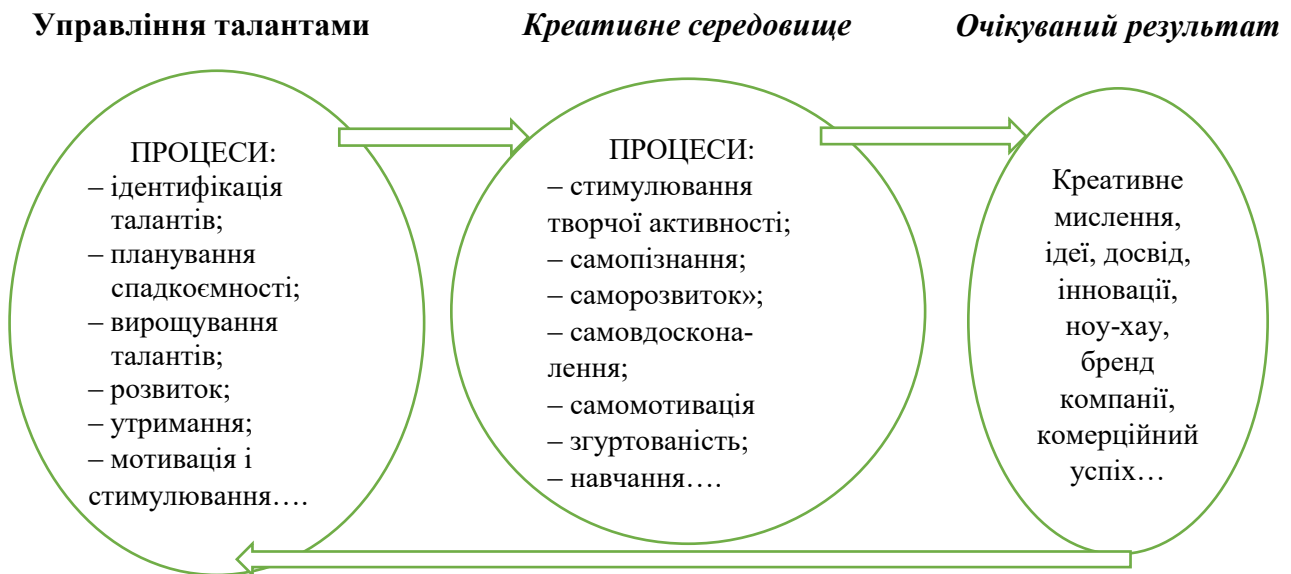 Управління талантами
Креативне середовище
Очікуваний результат
ПРОЦЕСИ:
– ідентифікація
талантів;
– планування
спадкоємності;
– вирощування
талантів;
– розвиток;
– утримання;
– мотивація і
стимулювання….
ПРОЦЕСИ:
– стимулювання
творчої активності;
– самопізнання;
– саморозвиток»;
– самовдоскона-
лення;
– самомотивація
– згуртованість;
– навчання….
Креативне
мислення,
ідеї, досвід,
інновації,
ноу-хау,
бренд
компанії,
комерційний
успіх…